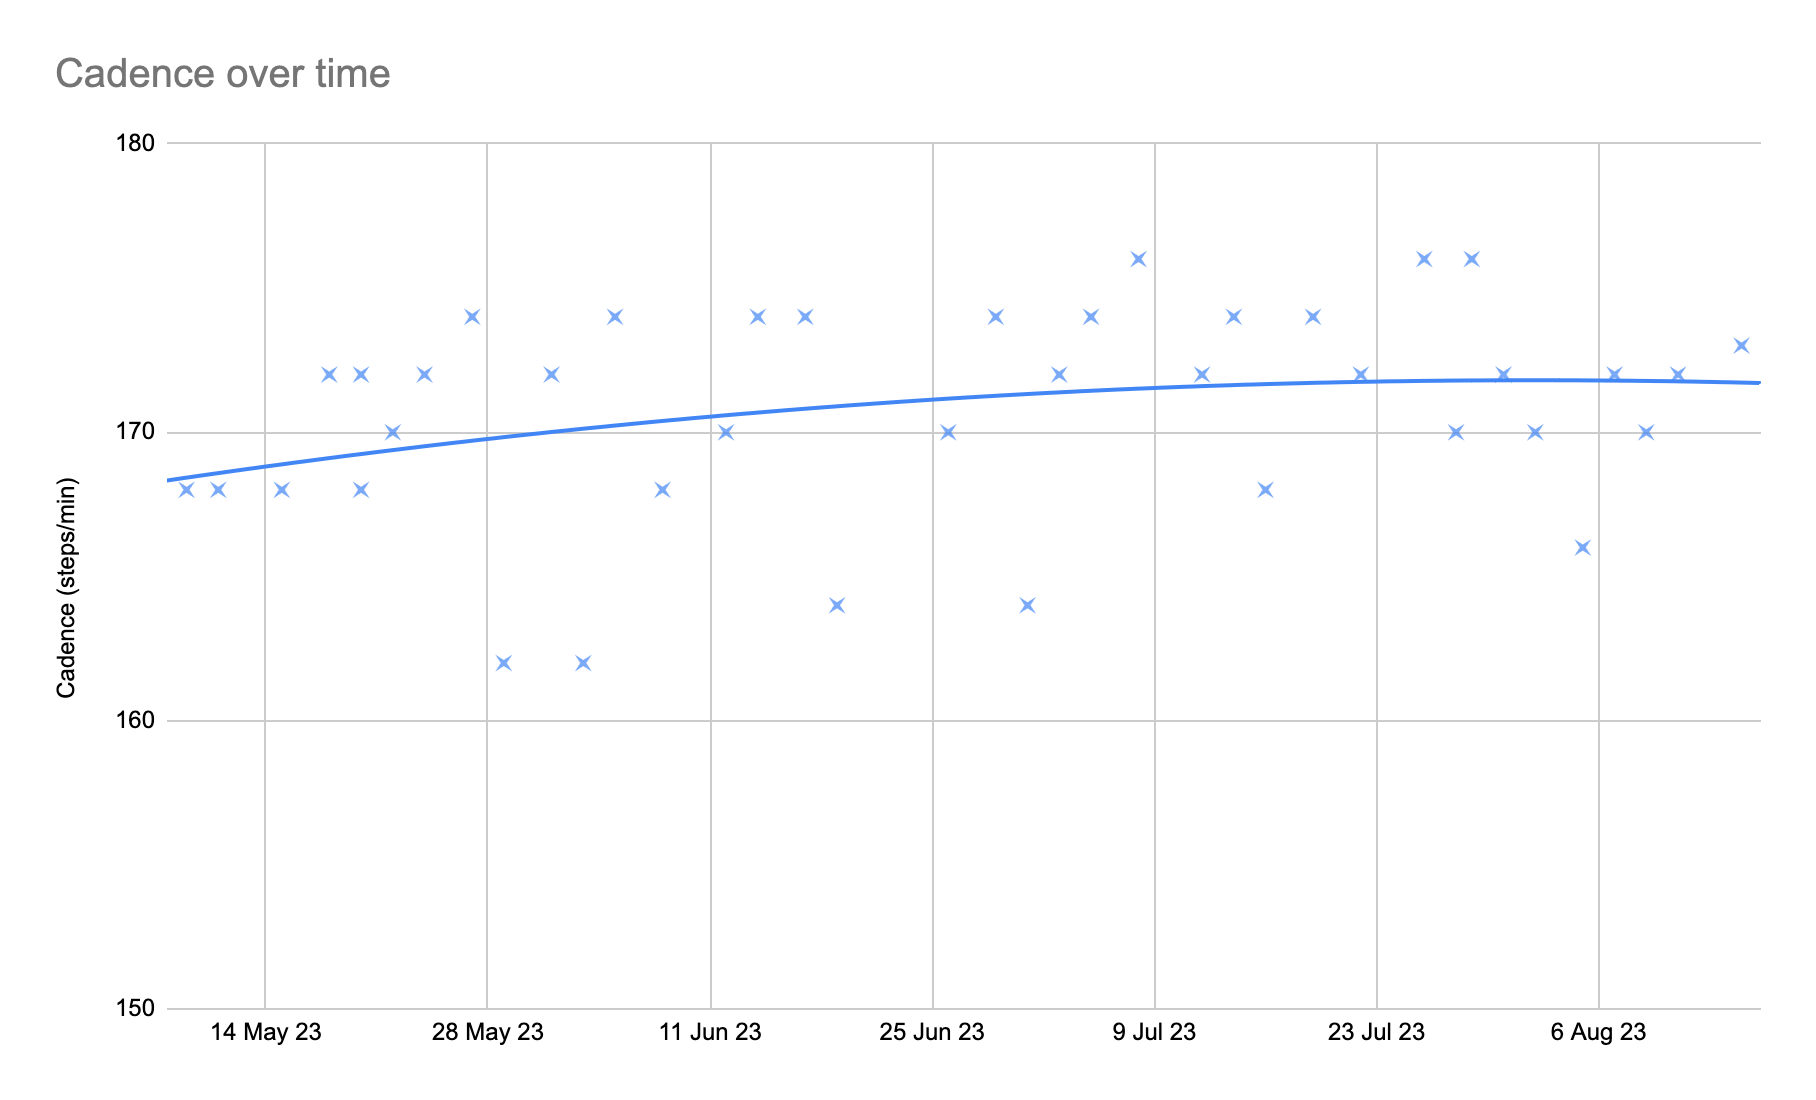 Cadence over time
180
170
160
150
Cadence (steps/min)
14 May 23
28 May 23
11 Jun 23
25 Jun 23
9 Jul 23
23 Jul 23
6 Aug 23